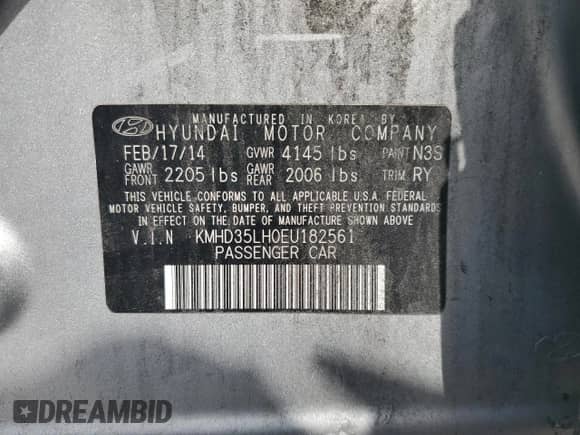 MANUFACTURED IN KOREA BY
HYUNDAI MOTOR COMPANY
FEB/17/14 GVWR 4145 lbs PAINT N3S
GAWR FRONT 2205 lbs GAWR REAR 2006 lbs TRIM RY
THIS VEHICLE CONFORMS TO ALL APPLICABLE U.S.A. FEDERAL
MOTOR VEHICLE SAFETY, BUMPER, AND THEFT PREVENTION STANDARDS
IN EFFECT ON THE DATE OF MANUFACTURE SHOWN ABOVE
V.I.N KMHD35LH0EU182561
PASSENGER CAR
DREAMBID